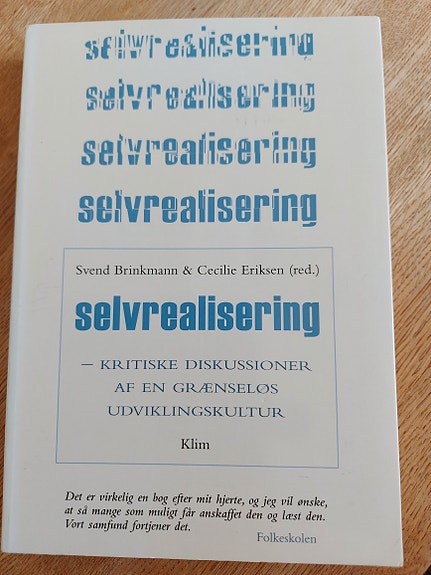 selvrealisering
selvrealisering
selvrealisering
selvrealisering
Svend Brinkmann & Cecilie Eriksen (red.)
selvrealisering
– KRITISKE DISKUSSIONER
AF EN GRÆNSELØS
UDVIKLINGSKULTUR
Klim
Det er virkelig en bog efter mit hjerte, og jeg vil ønske,
at så mange som muligt får anskaffet den og læst den.
Vort samfund fortjener det.
Folkeskolen